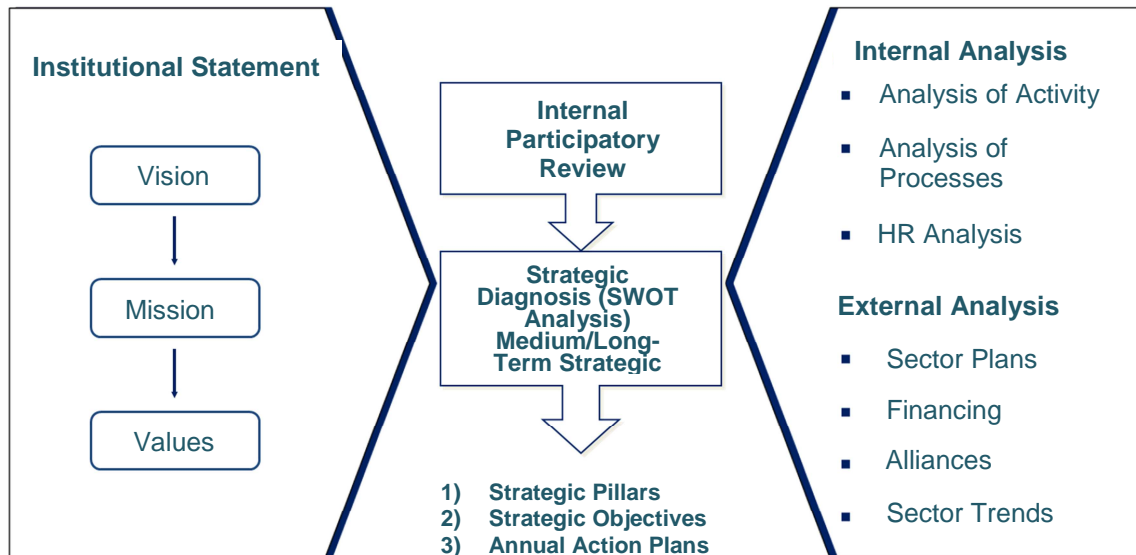 Institutional Statement
Vision
Mission
Values
Internal
Participatory
Review
Strategic
Diagnosis (SWOT
Analysis)
Medium/Long-
Term Strategic
1) Strategic Pillars
2) Strategic Objectives
3) Annual Action Plans
Internal Analysis
▪ Analysis of Activity
▪ Analysis of
Processes
▪ HR Analysis
External Analysis
▪ Sector Plans
▪ Financing
▪ Alliances
▪ Sector Trends